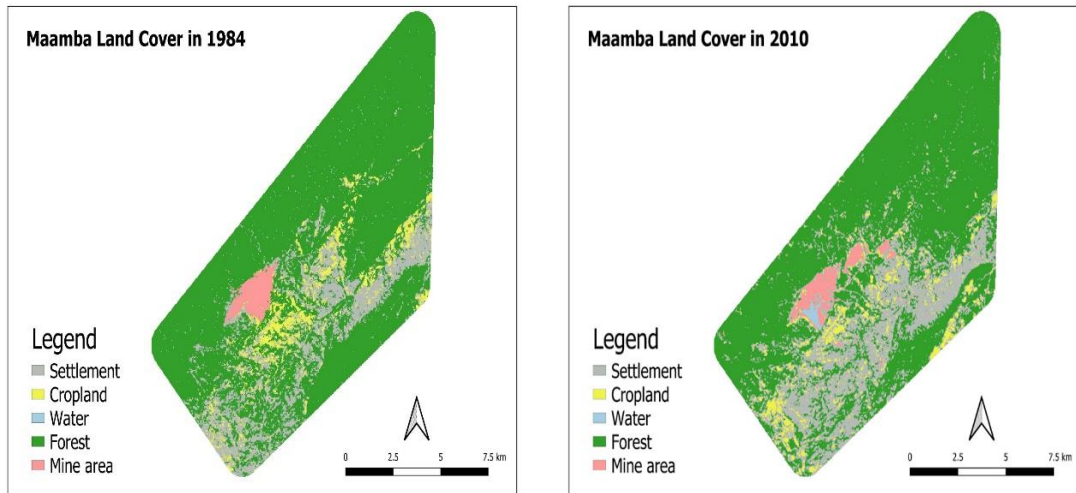 Maamba Land Cover in 1984
Legend
Settlement
Cropland
Water
Forest
Mine area
0 2.5 5 7.5 km
Maamba Land Cover in 2010
Legend
Settlement
Cropland
Water
Forest
Mine area
0 2.5 5 7.5 km